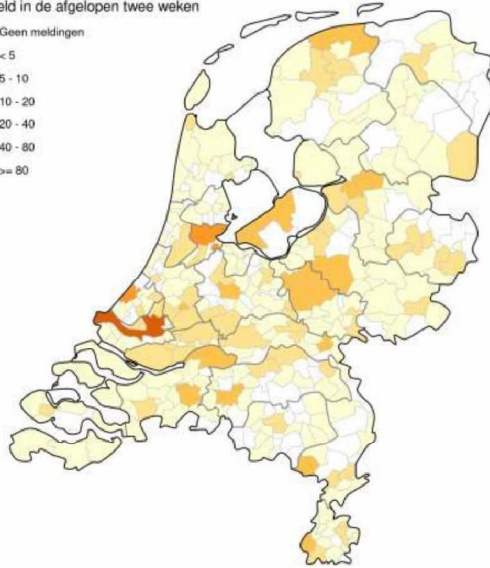 eld in de afgelopen twee weken
Geen meldingen
< 5
5 - 10
10 - 20
20 - 40
40 - 80
>= 80